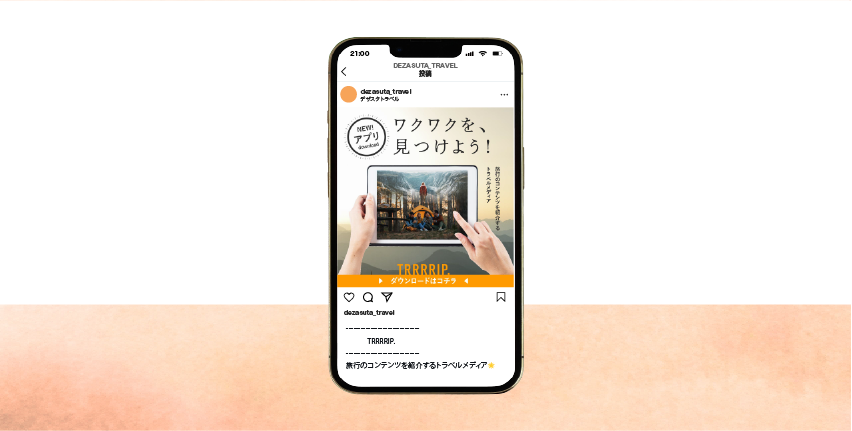 21:00
DEZASUTA_TRAVEL
投稿
dezasuta_travel
デザスタトラベル
NEW!
アプリ
download
ワクワクを、
見つけよう!
旅行のコンテンツを紹介する
トラベルメディア
TRRRRIP.
ダウンロードはコチラ
dezasuta_travel
TRRRRIP.
旅行のコンテンツを紹介するトラベルメディア